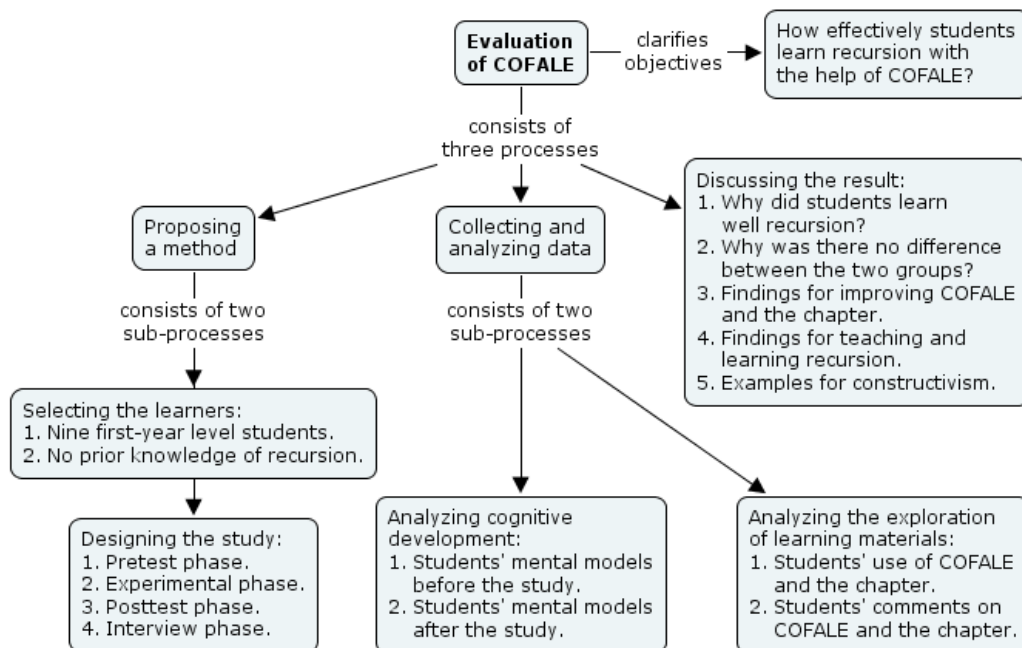 Evaluation
of COFALE
clarifies
objectives
How effectively students
learn recursion with
the help of COFALE?
consists of
three processes
Proposing
a method
Collecting and
analyzing data
Discussing the result:
1. Why did students learn
well recursion?
2. Why was there no difference
between the two groups?
3. Findings for improving COFALE
and the chapter.
4. Findings for teaching and
learning recursion.
5. Examples for constructivism.
consists of two
sub-processes
consists of two
sub-processes
Selecting the learners:
1. Nine first-year level students.
2. No prior knowledge of recursion.
Designing the study:
1. Pretest phase.
2. Experimental phase.
3. Posttest phase.
4. Interview phase.
Analyzing cognitive
development:
1. Students' mental models
before the study.
2. Students' mental models
after the study.
Analyzing the exploration
of learning materials:
1. Students' use of COFALE
and the chapter.
2. Students' comments on
COFALE and the chapter.